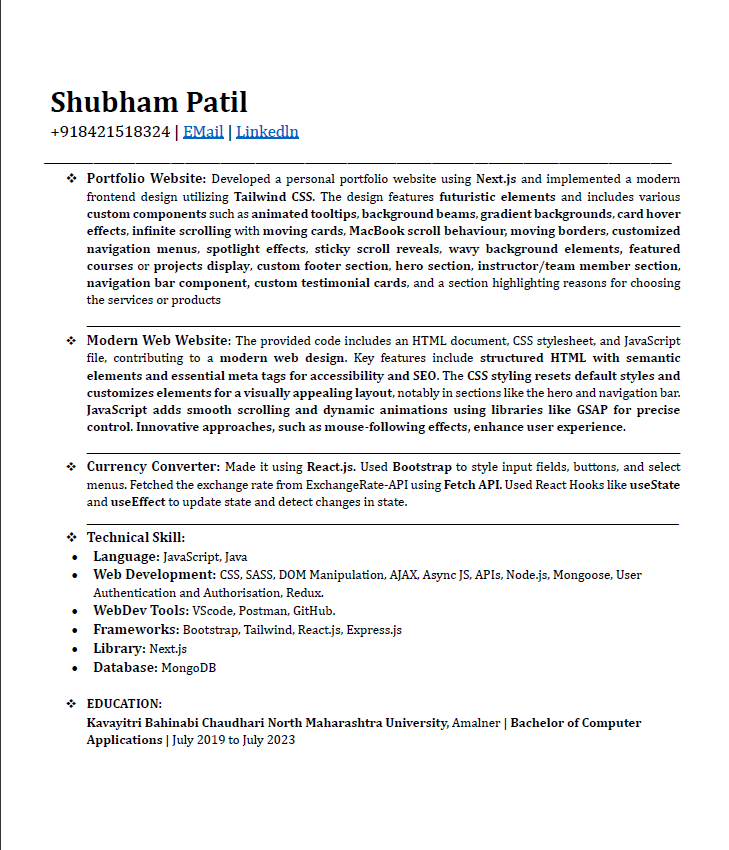 Shubham Patil
+918421518324 | EMail | LinkedIn
❖ Portfolio Website: Developed a personal portfolio website using Next.js and implemented a modern
frontend design utilizing Tailwind CSS. The design features futuristic elements and includes various
custom components such as animated tooltips, background beams, gradient backgrounds, card hover
effects, infinite scrolling with moving cards, MacBook scroll behaviour, moving borders, customized
navigation menus, spotlight effects, sticky scroll reveals, wavy background elements, featured
courses or projects display, custom footer section, hero section, instructor/team member section,
navigation bar component, custom testimonial cards, and a section highlighting reasons for choosing
the services or products
❖ Modern Web Website: The provided code includes an HTML document, CSS stylesheet, and JavaScript
file, contributing to a modern web design. Key features include structured HTML with semantic
elements and essential meta tags for accessibility and SEO. The CSS styling resets default styles and
customizes elements for a visually appealing layout, notably in sections like the hero and navigation bar.
JavaScript adds smooth scrolling and dynamic animations using libraries like GSAP for precise
control. Innovative approaches, such as mouse-following effects, enhance user experience.
❖ Currency Converter: Made it using React.js. Used Bootstrap to style input fields, buttons, and select
menus. Fetched the exchange rate from ExchangeRate-API using Fetch API. Used React Hooks like useState
and useEffect to update state and detect changes in state.
❖ Technical Skill:
• Language: JavaScript, Java
• Web Development: CSS, SASS, DOM Manipulation, AJAX, Async JS, APIs, Node.js, Mongoose, User
Authentication and Authorisation, Redux.
• WebDev Tools: VScode, Postman, GitHub.
• Frameworks: Bootstrap, Tailwind, React.js, Express.js
• Library: Next.js
• Database: MongoDB
❖ EDUCATION:
Kavayitri Bahinabi Chaudhari North Maharashtra University, Amalner | Bachelor of Computer
Applications | July 2019 to July 2023